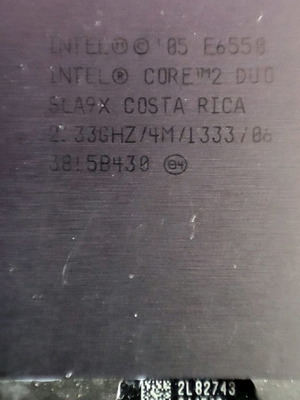 INTEL Ⓜ © '05 E6550
INTEL® CORE™2 DUO
SLA9X COSTA RICA
2.33GHZ/4M/1333/06
3815B430 ⓔ4
2L82743